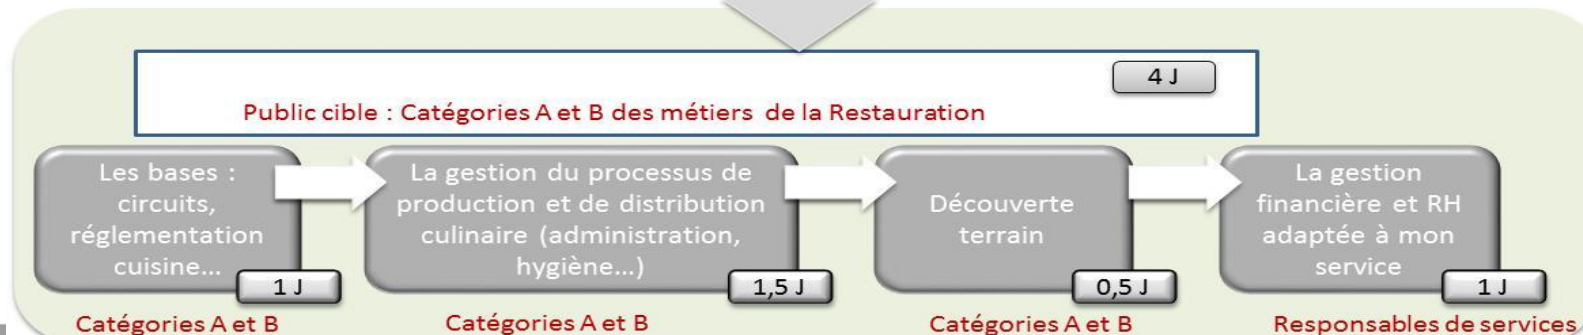 4 J
Public cible : Catégories A et B des métiers de la Restauration
Les bases :
circuits,
réglementation
cuisine...
1 J
Catégories A et B
La gestion du processus de
production et de distribution
culinaire (administration,
hygiène...)
1,5 J
Catégories A et B
Découverte
terrain
0,5 J
Catégories A et B
La gestion
financière et RH
adaptée à mon
service
1 J
Responsables de services